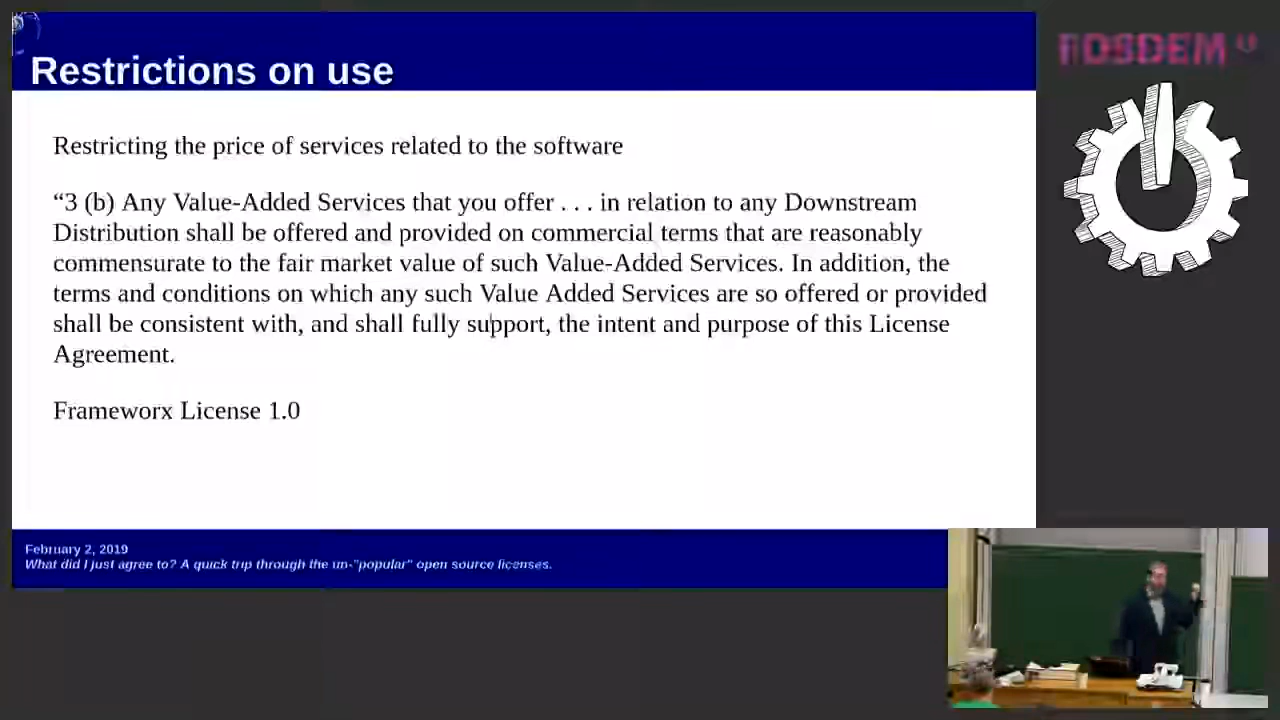 Restrictions on use
FOSDEM
Restricting the price of services related to the software
“3 (b) Any Value-Added Services that you offer . . . in relation to any Downstream
Distribution shall be offered and provided on commercial terms that are reasonably
commensurate to the fair market value of such Value-Added Services. In addition, the
terms and conditions on which any such Value Added Services are so offered or provided
shall be consistent with, and shall fully support, the intent and purpose of this License
Agreement.
Frameworx License 1.0
February 2, 2019
What did I just agree to? A quick trip through the un-"popular" open source licenses.